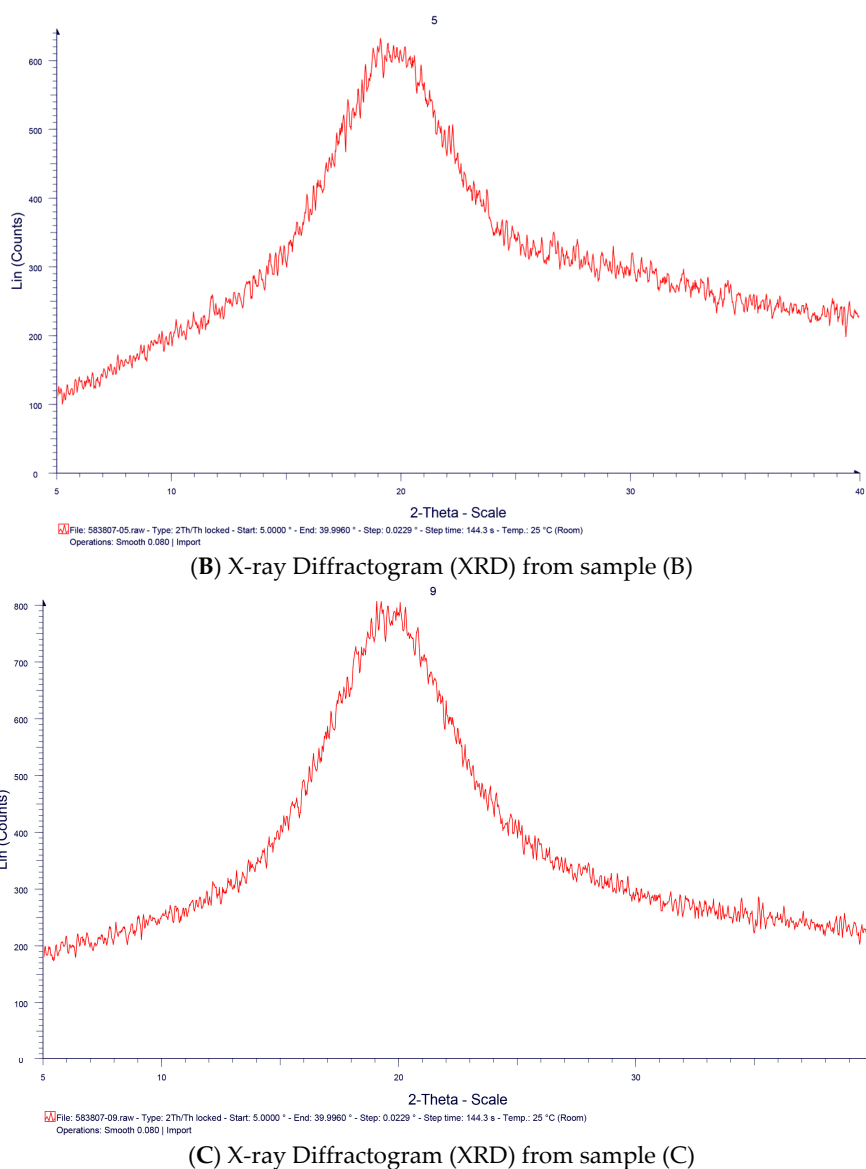 5
600
500
400
300
200
100
0
Lin (Counts)
5 10 20 30 40
2-Theta - Scale
File: 583807-05.raw - Type: 2Th/Th locked - Start: 5.0000 ° - End: 39.9960 ° - Step: 0.0229 ° - Step time: 144.3 s - Temp.: 25 °C (Room)
Operations: Smooth 0.080 | Import
(B) X-ray Diffractogram (XRD) from sample (B)
9
800
700
600
500
400
300
200
100
0
Lin (Counts)
5 10 20 30
2-Theta - Scale
File: 583807-09.raw - Type: 2Th/Th locked - Start: 5.0000 ° - End: 39.9960 ° - Step: 0.0229 ° - Step time: 144.3 s - Temp.: 25 °C (Room)
Operations: Smooth 0.080 | Import
(C) X-ray Diffractogram (XRD) from sample (C)